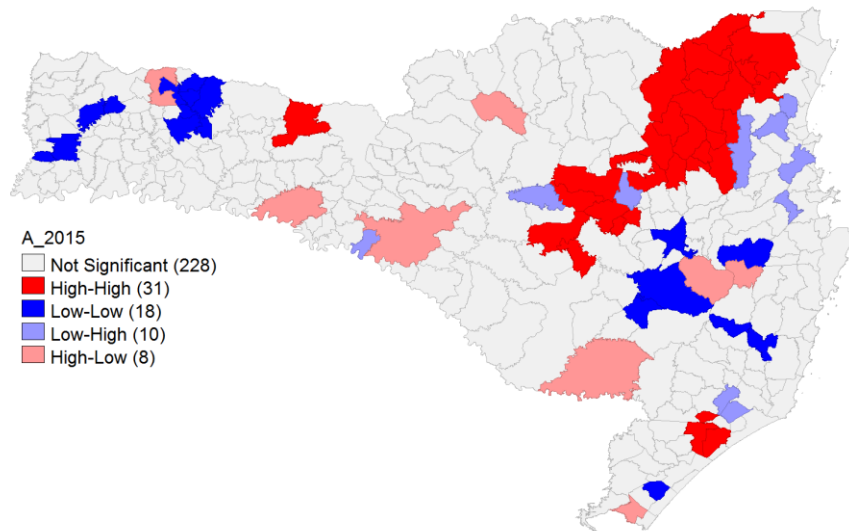 A_2015
Not Significant (228)
High-High (31)
Low-Low (18)
Low-High (10)
High-Low (8)